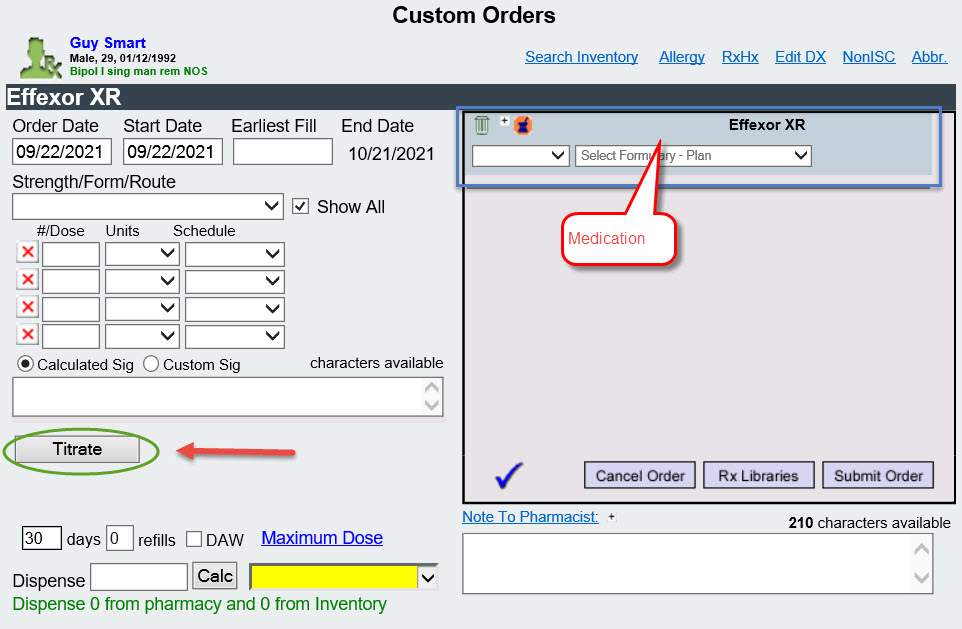 Custom Orders
Guy Smart
Male, 29, 01/12/1992
Bipol I sing man rem NOS
Search Inventory Allergy RxHx Edit DX NonISC Abbr.
Effexor XR
Order Date Start Date Earliest Fill End Date
09/22/2021 09/22/2021 10/21/2021
Strength/Form/Route
Show All
#/Dose Units Schedule
Calculated Sig Custom Sig characters available
Titrate
30 days 0 refills DAW Maximum Dose
Dispense Calc
Dispense 0 from pharmacy and 0 from Inventory
+ Effexor XR
Select Formulary - Plan
Medication
Cancel Order Rx Libraries Submit Order
Note To Pharmacist: +
210 characters available